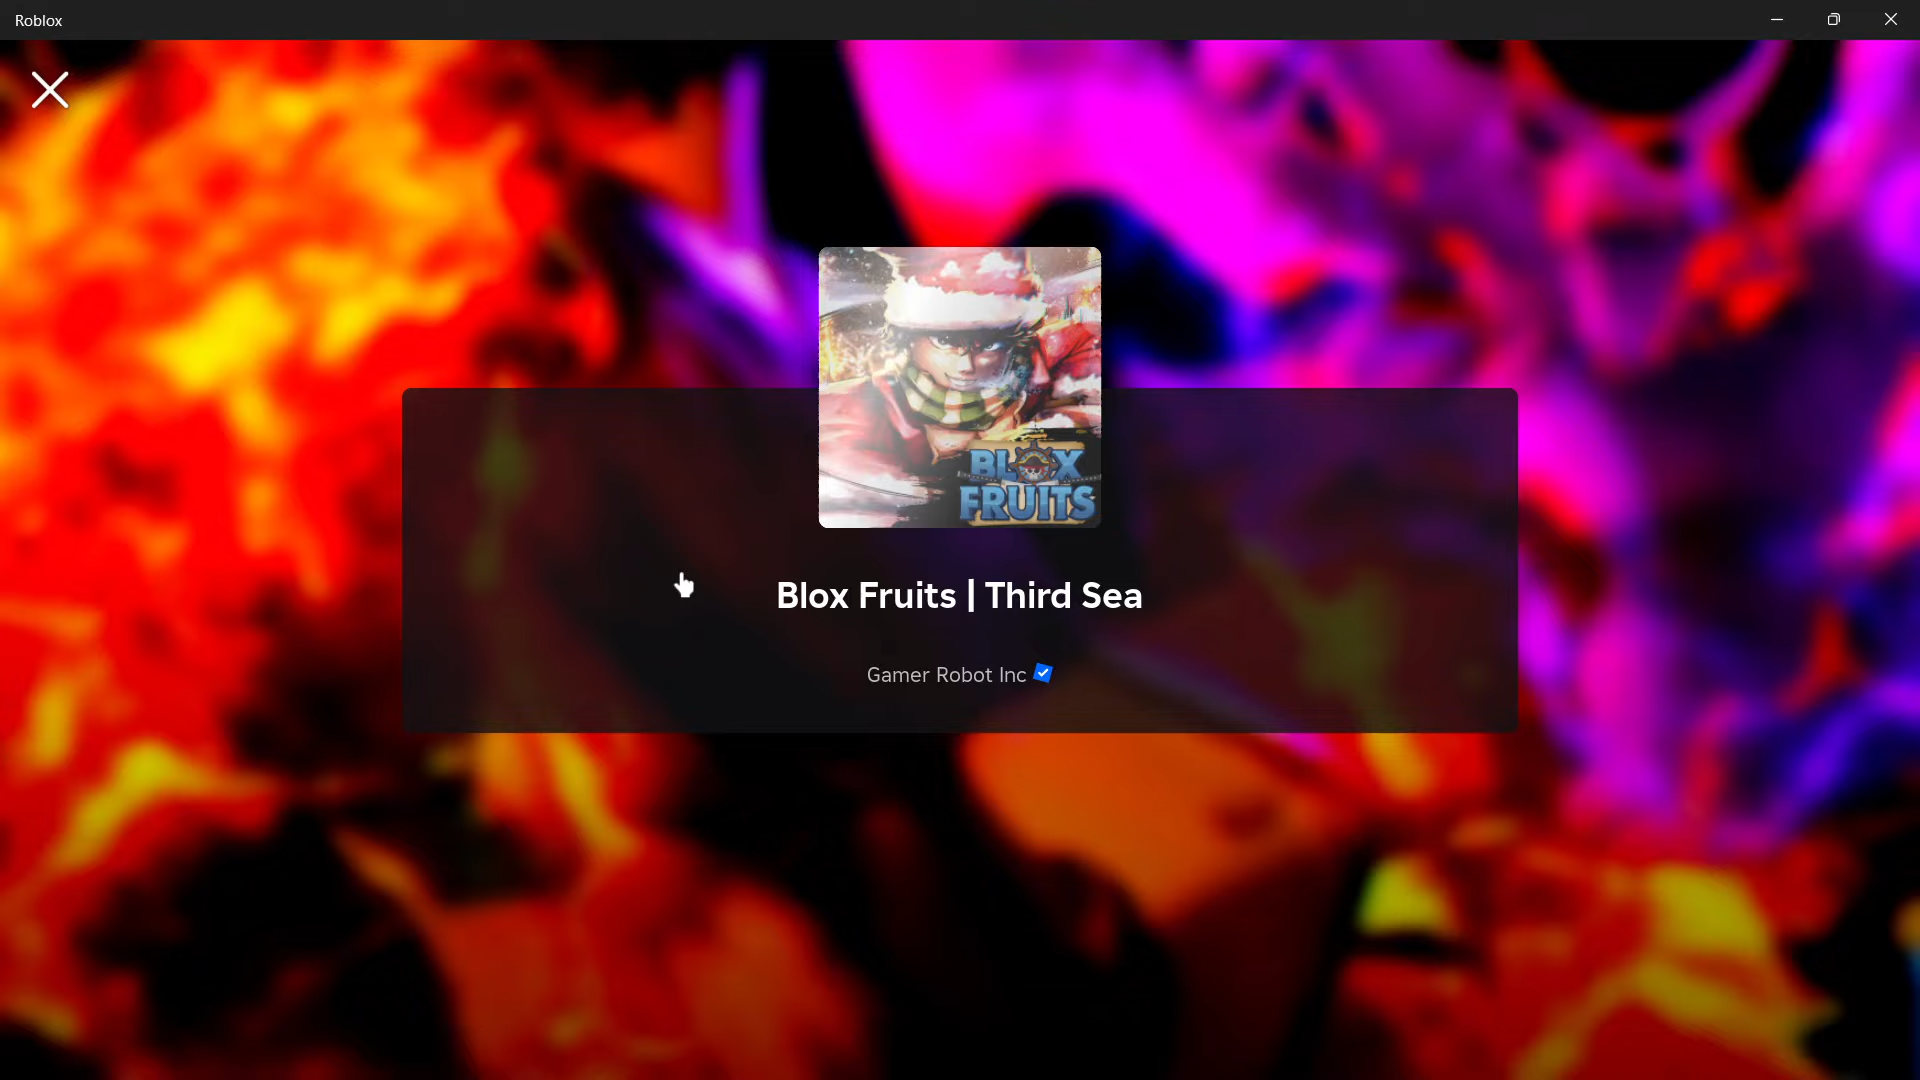 Roblox
BLOX
FRUITS
Blox Fruits | Third Sea
Gamer Robot Inc